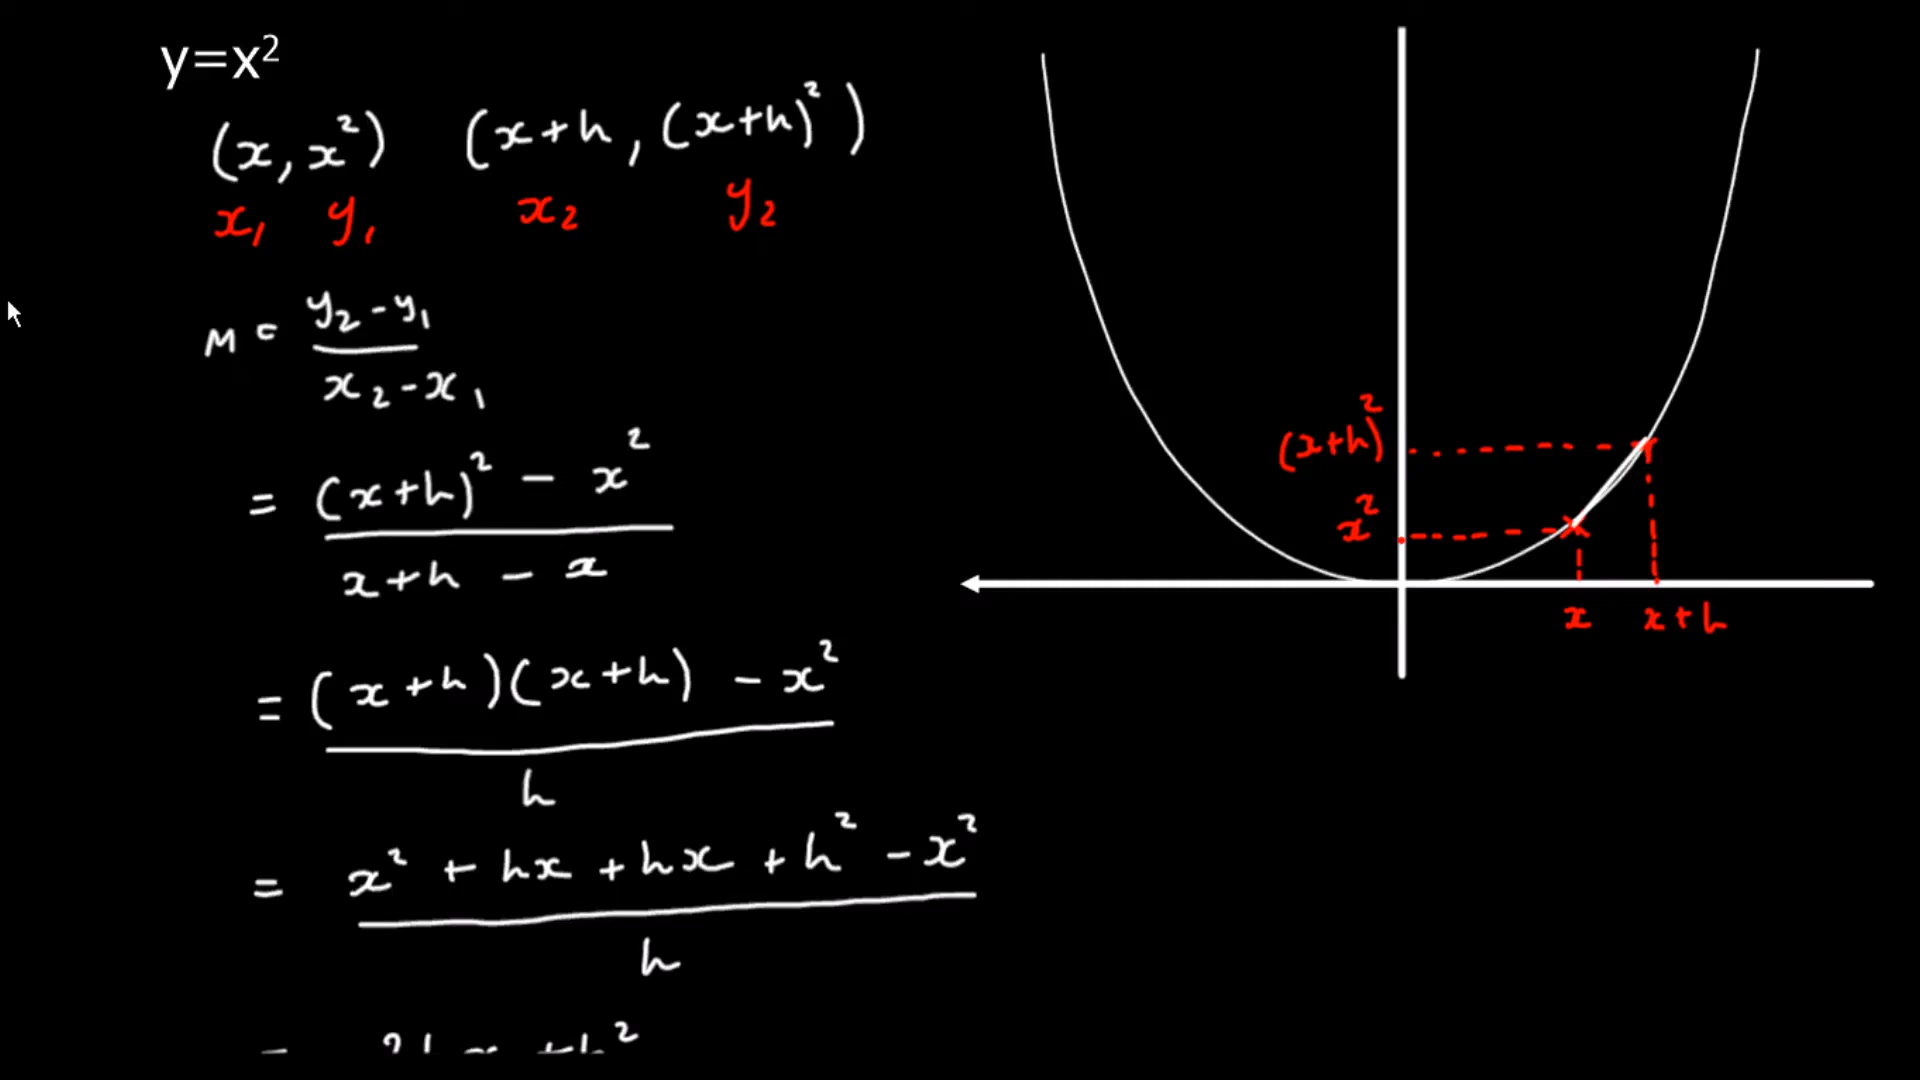 y=x²
(x, x²) (x+h, (x+h)²)
x₁ y₁ x₂ y₂
M = y₂ - y₁
x₂ - x₁
= (x+h)² - x²
x+h - x
= (x+h)(x+h) - x²
h
= x² + hx + hx + h² - x²
h
(x+h)²
x²
x x+h